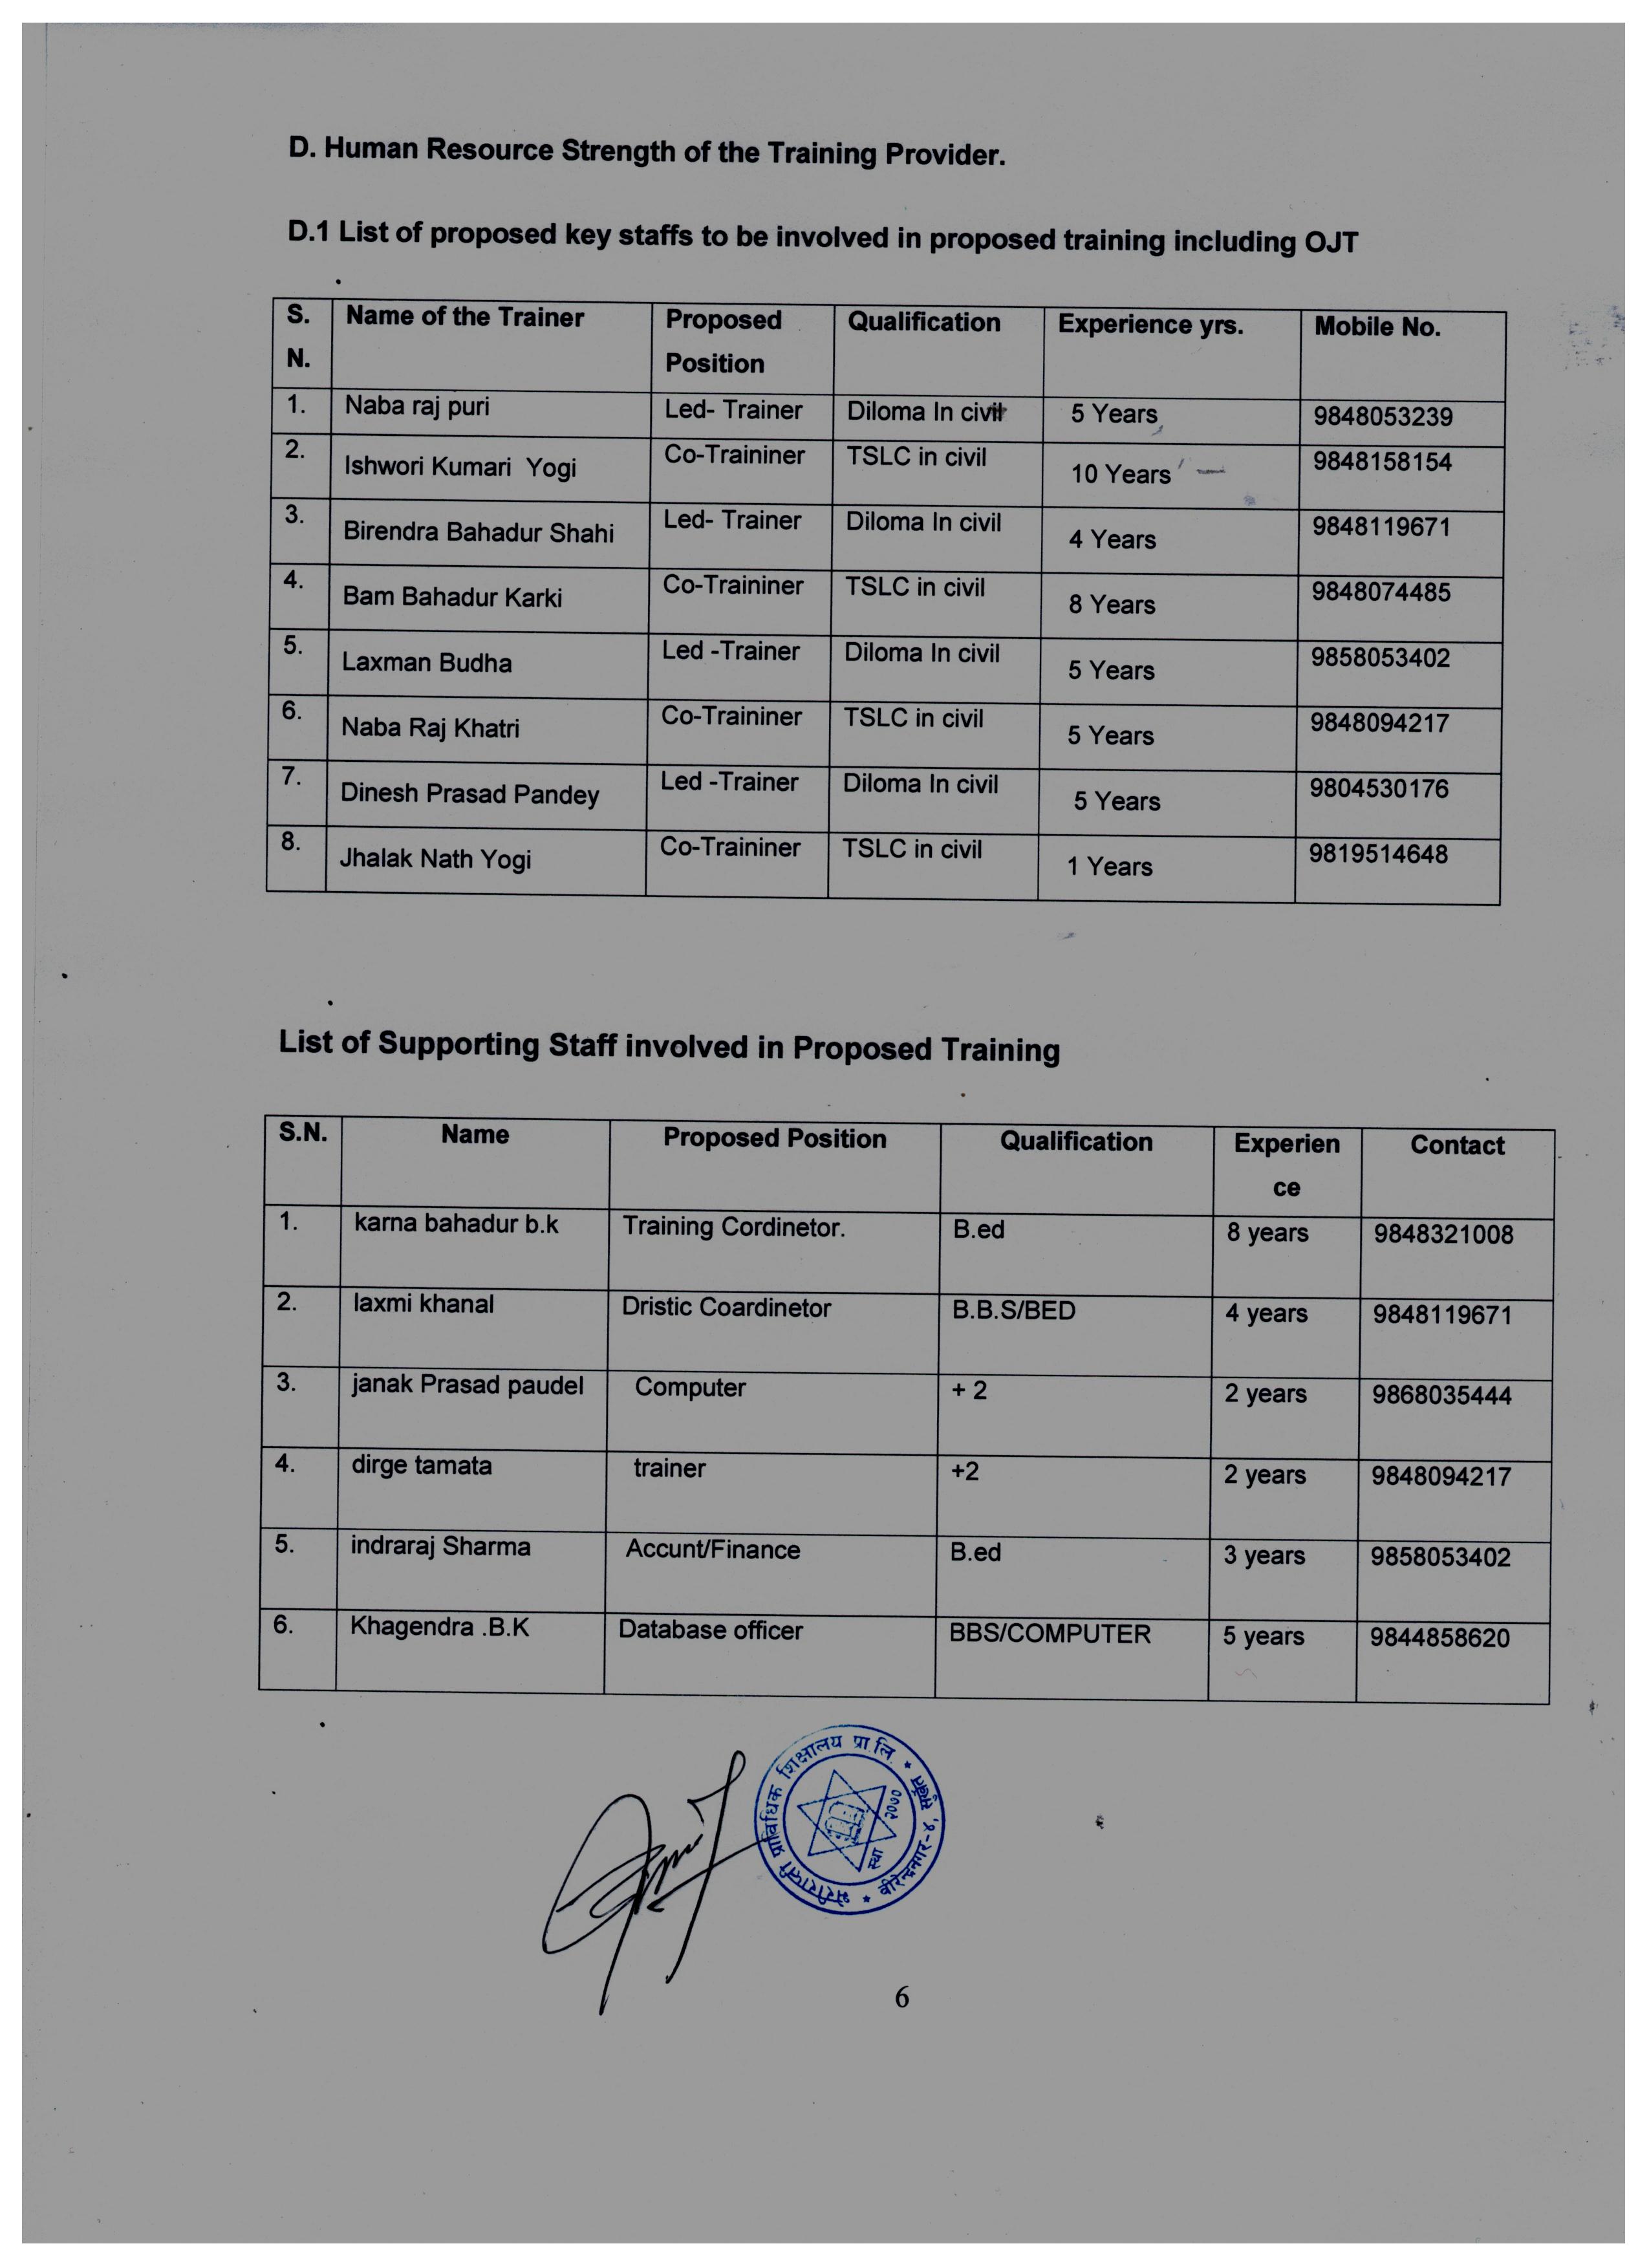 D. Human Resource Strength of the Training Provider.
D.1 List of proposed key staffs to be involved in proposed training including OJT
S. N. Name of the Trainer Proposed Position Qualification Experience yrs. Mobile No.
1. Naba raj puri Led- Trainer Diloma In civil 5 Years 9848053239
2. Ishwori Kumari Yogi Co-Traininer TSLC in civil 10 Years 9848158154
3. Birendra Bahadur Shahi Led- Trainer Diloma In civil 4 Years 9848119671
4. Bam Bahadur Karki Co-Traininer TSLC in civil 8 Years 9848074485
5. Laxman Budha Led -Trainer Diloma In civil 5 Years 9858053402
6. Naba Raj Khatri Co-Traininer TSLC in civil 5 Years 9848094217
7. Dinesh Prasad Pandey Led -Trainer Diloma In civil 5 Years 9804530176
8. Jhalak Nath Yogi Co-Traininer TSLC in civil 1 Years 9819514648
List of Supporting Staff involved in Proposed Training
S.N. Name Proposed Position Qualification Experien ce Contact
1. karna bahadur b.k Training Cordinetor. B.ed 8 years 9848321008
2. laxmi khanal Dristic Coardinetor B.B.S/BED 4 years 9848119671
3. janak Prasad paudel Computer + 2 2 years 9868035444
4. dirge tamata trainer +2 2 years 9848094217
5. indraraj Sharma Accunt/Finance B.ed 3 years 9858053402
6. Khagendra .B.K Database officer BBS/COMPUTER 5 years 9844858620
प्राविधिक शिक्षालय प्रा.लि.
वीरेन्द्रनगर-४, सुर्खेत
स्था २०७०
6